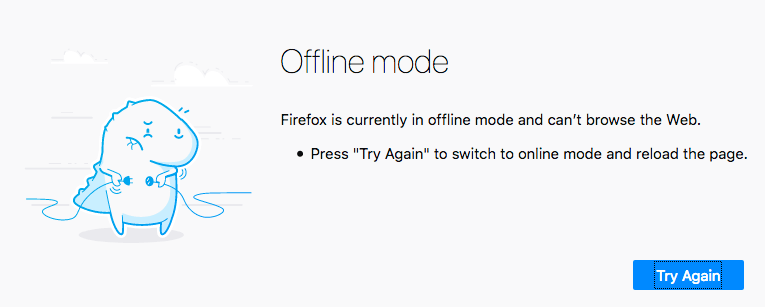 Offline mode
Firefox is currently in offline mode and can’t browse the Web.
• Press "Try Again" to switch to online mode and reload the page.
Try Again